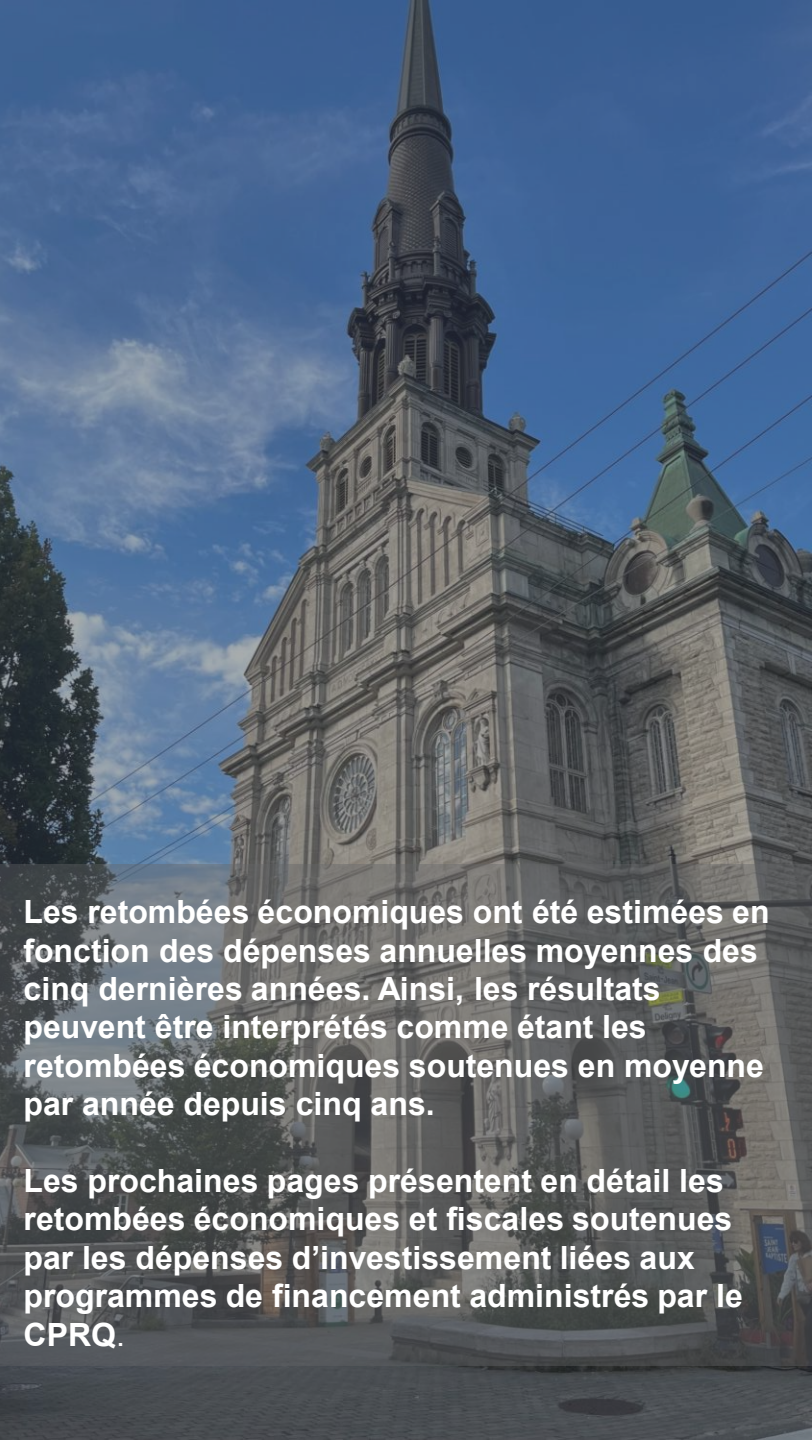 Les retombées économiques ont été estimées en
fonction des dépenses annuelles moyennes des
cinq dernières années. Ainsi, les résultats
peuvent être interprétés comme étant les
retombées économiques soutenues en moyenne
par année depuis cinq ans.
Les prochaines pages présentent en détail les
retombées économiques et fiscales soutenues
par les dépenses d’investissement liées aux
programmes de financement administrés par le
CPRQ.
SAINT
JEAN
BAPTISTE